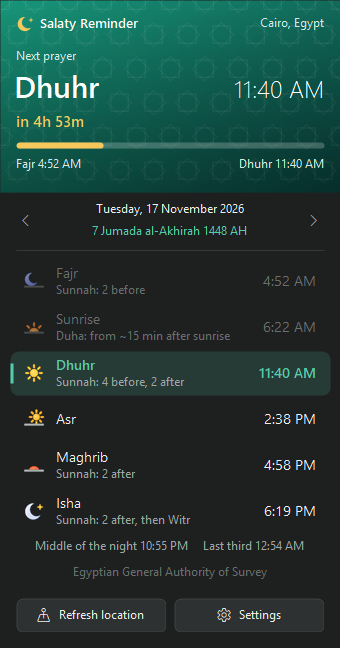 Salaty Reminder
Cairo, Egypt
Next prayer
Dhuhr
11:40 AM
in 4h 53m
Fajr 4:52 AM
Dhuhr 11:40 AM
Tuesday, 17 November 2026
7 Jumada al-Akhirah 1448 AH
Fajr
Sunnah: 2 before
4:52 AM
Sunrise
Duha: from ~15 min after sunrise
6:22 AM
Dhuhr
Sunnah: 4 before, 2 after
11:40 AM
Asr
2:38 PM
Maghrib
Sunnah: 2 after
4:58 PM
Isha
Sunnah: 2 after, then Witr
6:19 PM
Middle of the night 10:55 PM
Last third 12:54 AM
Egyptian General Authority of Survey
Refresh location
Settings